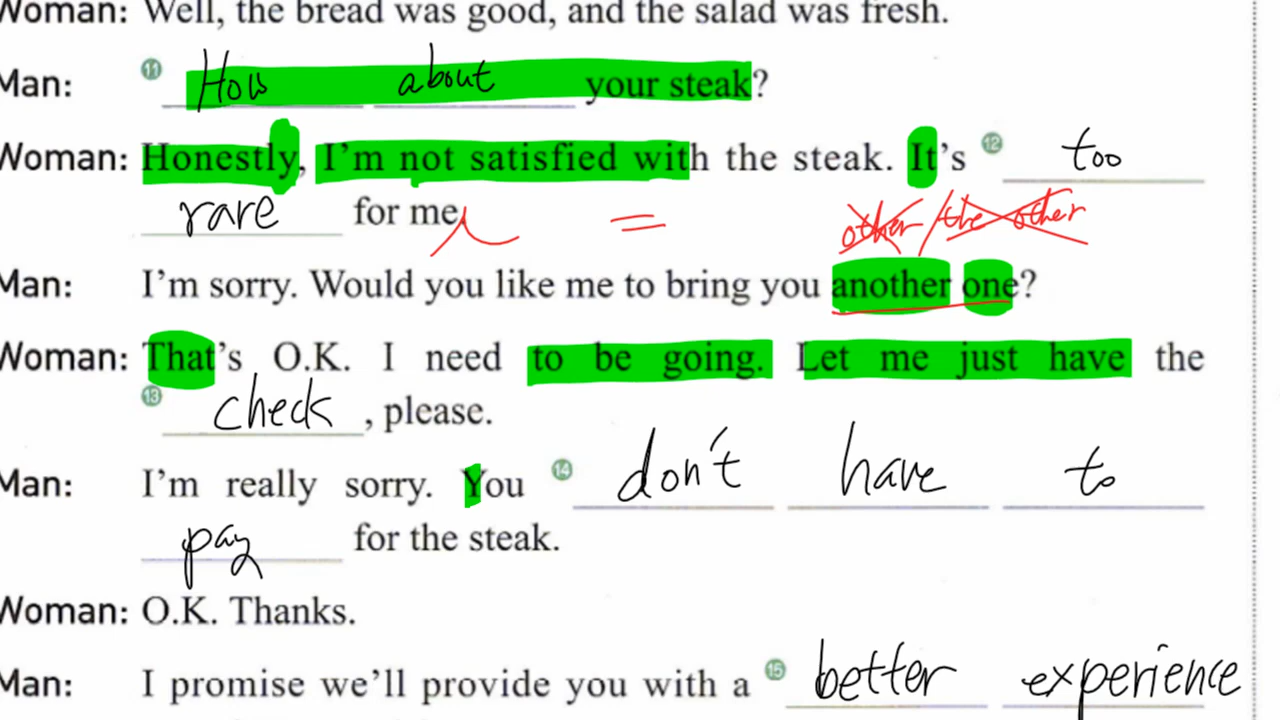 Woman: Well, the bread was good, and the salad was fresh.
Man: ⑪ How about your steak?
Woman: Honestly, I'm not satisfied with the steak. It's ⑫ too
rare for me = other / the other
Man: I'm sorry. Would you like me to bring you another one?
Woman: That's O.K. I need to be going. Let me just have the
⑬ check, please.
Man: I'm really sorry. You ⑭ don't have to
pay for the steak.
Woman: O.K. Thanks.
Man: I promise we'll provide you with a ⑮ better experience